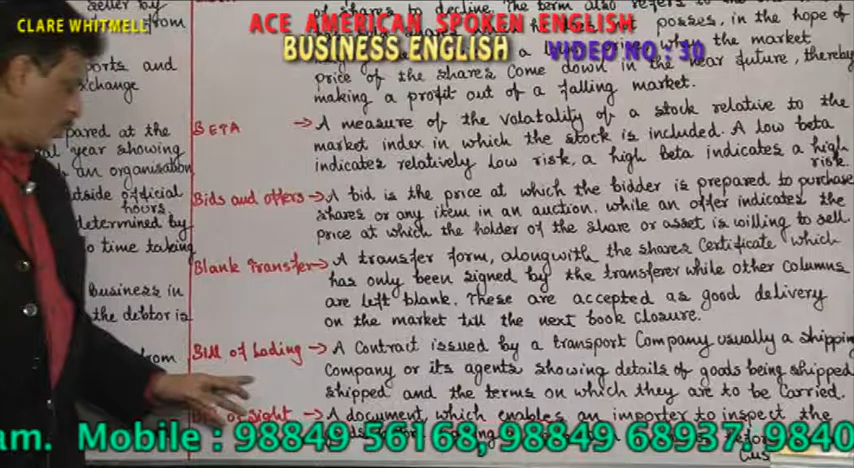 CLARE WHITMELL
ACE AMERICAN SPOKEN ENGLISH
BUSINESS ENGLISH VIDEO NO : 30
seller by
from
ports and
exchange
pared at the
year showing
an organisation
outside official
hours.
determined by
to time taking
Business in
the debtor is
from
of shares to decline. The term also refers to the
posses, in the hope of
the market
price of the shares come down in the near future, thereby
making a profit out of a falling market.
BETA → A measure of the valatality of a stock relative to the
market index in which the stock is included. A low beta
indicates relatively low risk, a high beta indicates a high
risk.
Bids and offers → A bid is the price at which the bidder is prepared to purchase
shares or any item in an auction. while an offer indicates the
price at which the holder of the share or asset is willing to sell.
Blank Transfer → A transfer form, alongwith the shares certificate which
has only been signed by the transferer while other columns
are left blank. These are accepted as good delivery
on the market till the next book closure.
Bill of Lading → A contract issued by a transport company usually a shipping
company or its agents showing details of goods being shipped
shipped and the terms on which they are to be carried.
of sight → A document, which enables an importer to inspect the
am. Mobile : 98849 56168, 98849 68937, 9840